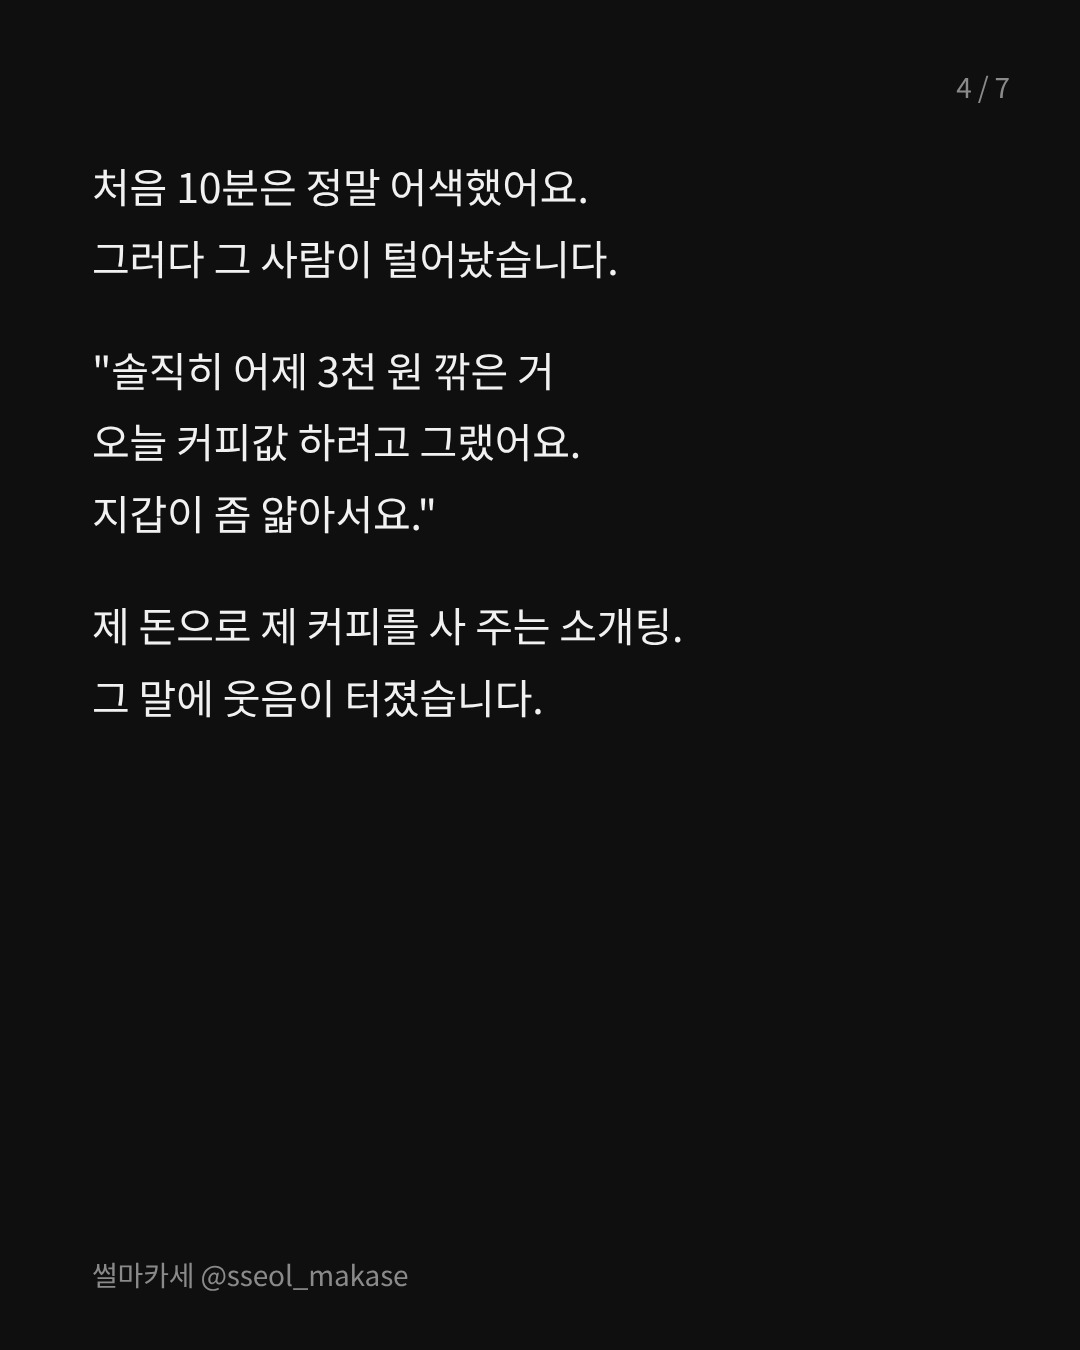 4 / 7
처음 10분은 정말 어색했어요.
그러다 그 사람이 털어놨습니다.
"솔직히 어제 3천 원 깎은 거
오늘 커피값 하려고 그랬어요.
지갑이 좀 얇아서요."
제 돈으로 제 커피를 사 주는 소개팅.
그 말에 웃음이 터졌습니다.
썰마카세 @sseol_makase